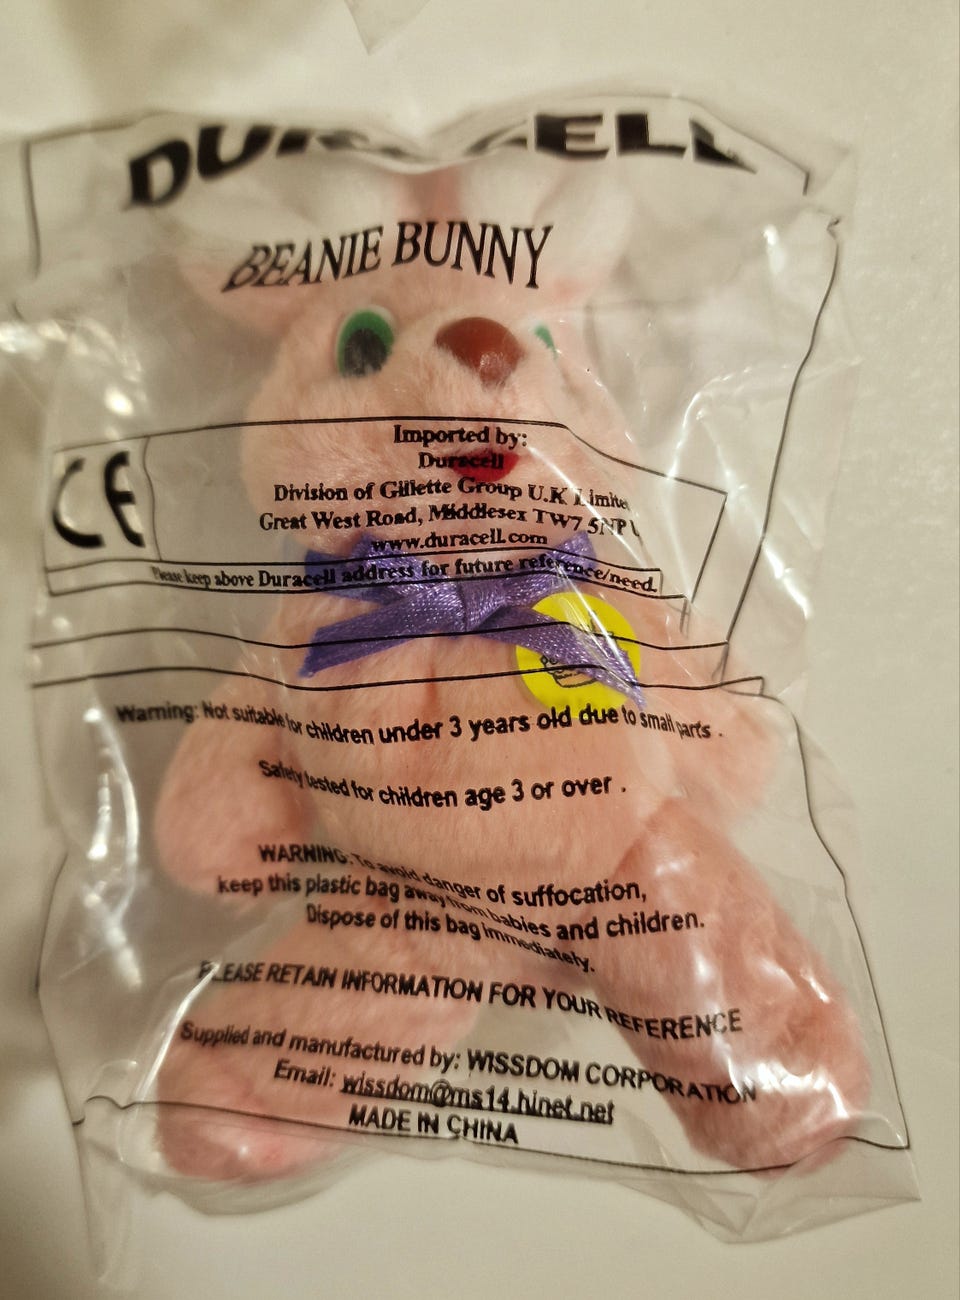 DURACELL
BEANIE BUNNY
CE
Imported by:
Duracell
Division of Gillette Group U.K Limite
Great West Road, Middlesex TW7 5NP U
www.duracell.com
Please keep above Duracell address for future reference/need.
Warning: Not suitable for children under 3 years old due to small parts .
Safety tested for children age 3 or over .
WARNING: To avoid danger of suffocation,
keep this plastic bag away from babies and children.
Dispose of this bag immediately.
PLEASE RETAIN INFORMATION FOR YOUR REFERENCE
Supplied and manufactured by: WISSDOM CORPORATION
Email: wissdom@ms14.hinet.net
MADE IN CHINA